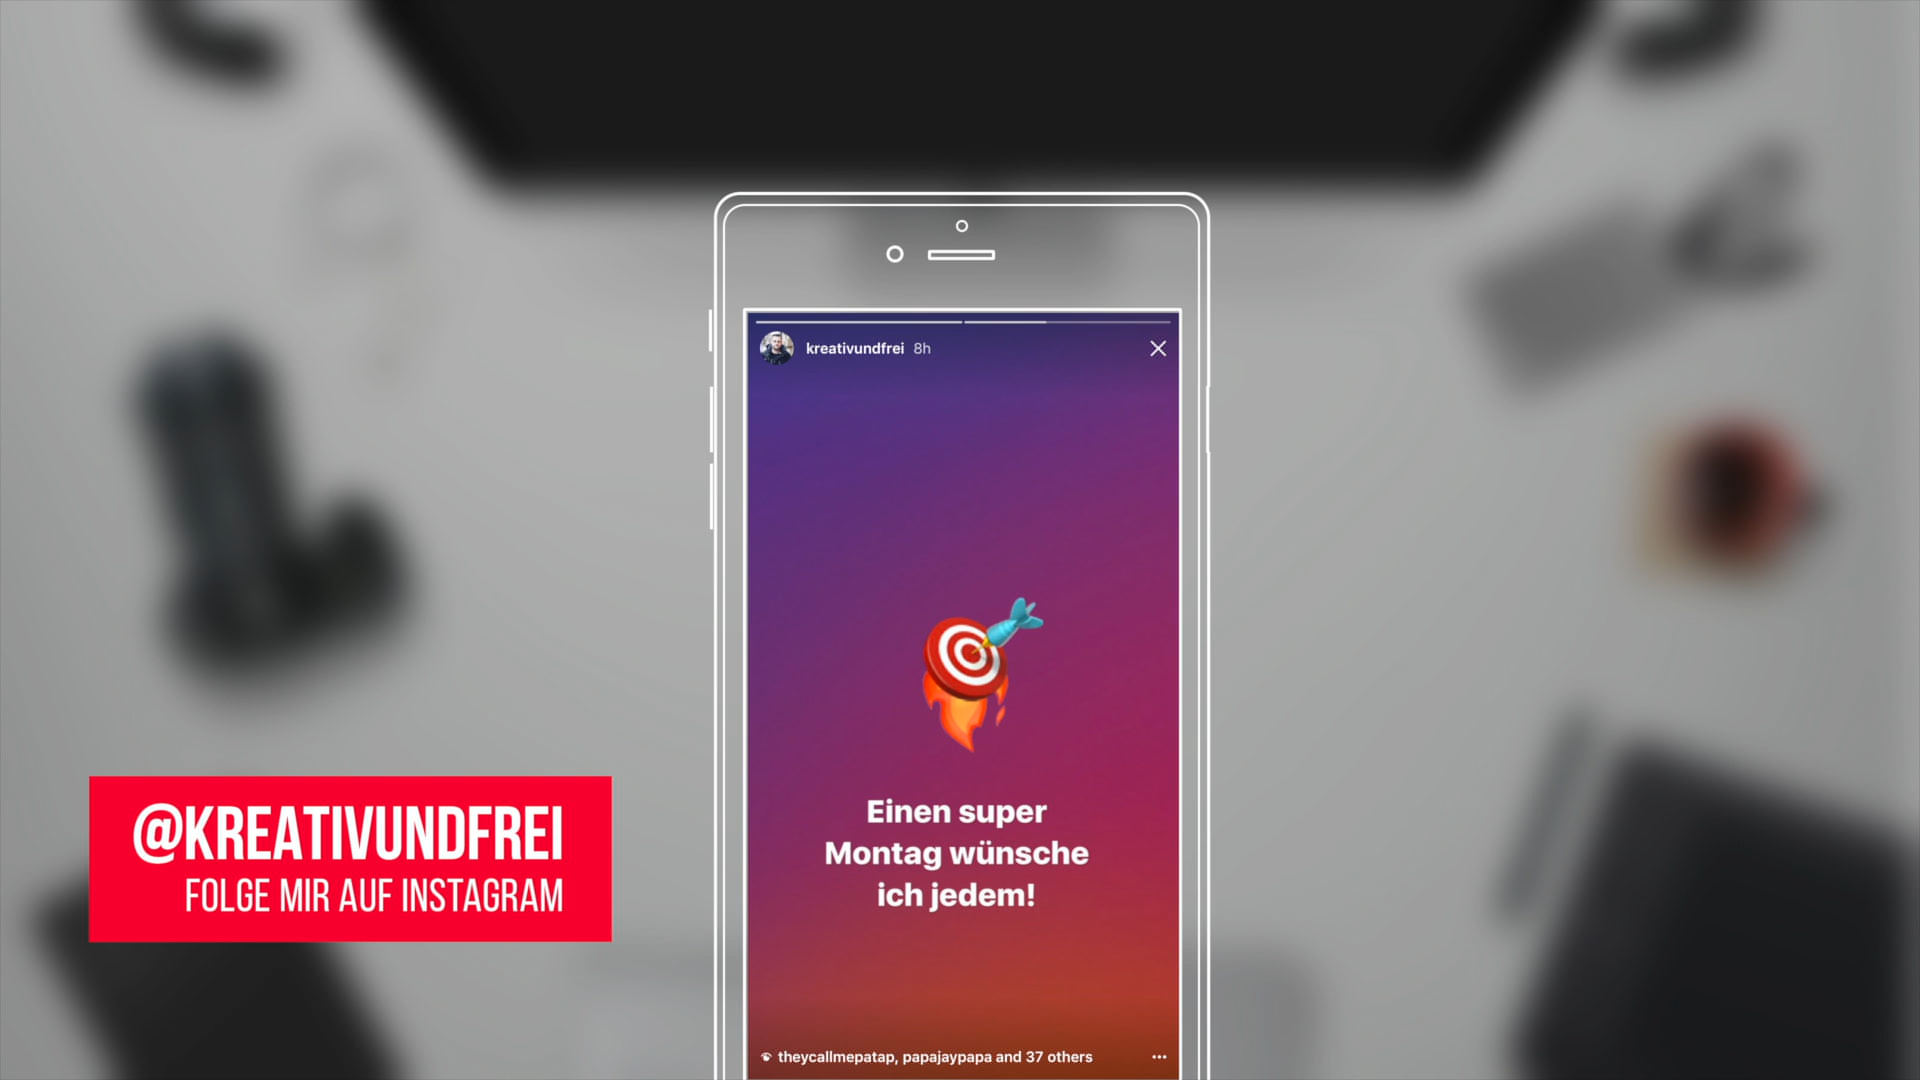 kreativundfrei 8h
Einen super
Montag wünsche
ich jedem!
@KREATIVUNDFREI
FOLGE MIR AUF INSTAGRAM
theycallmepatap, papajaypapa and 37 others